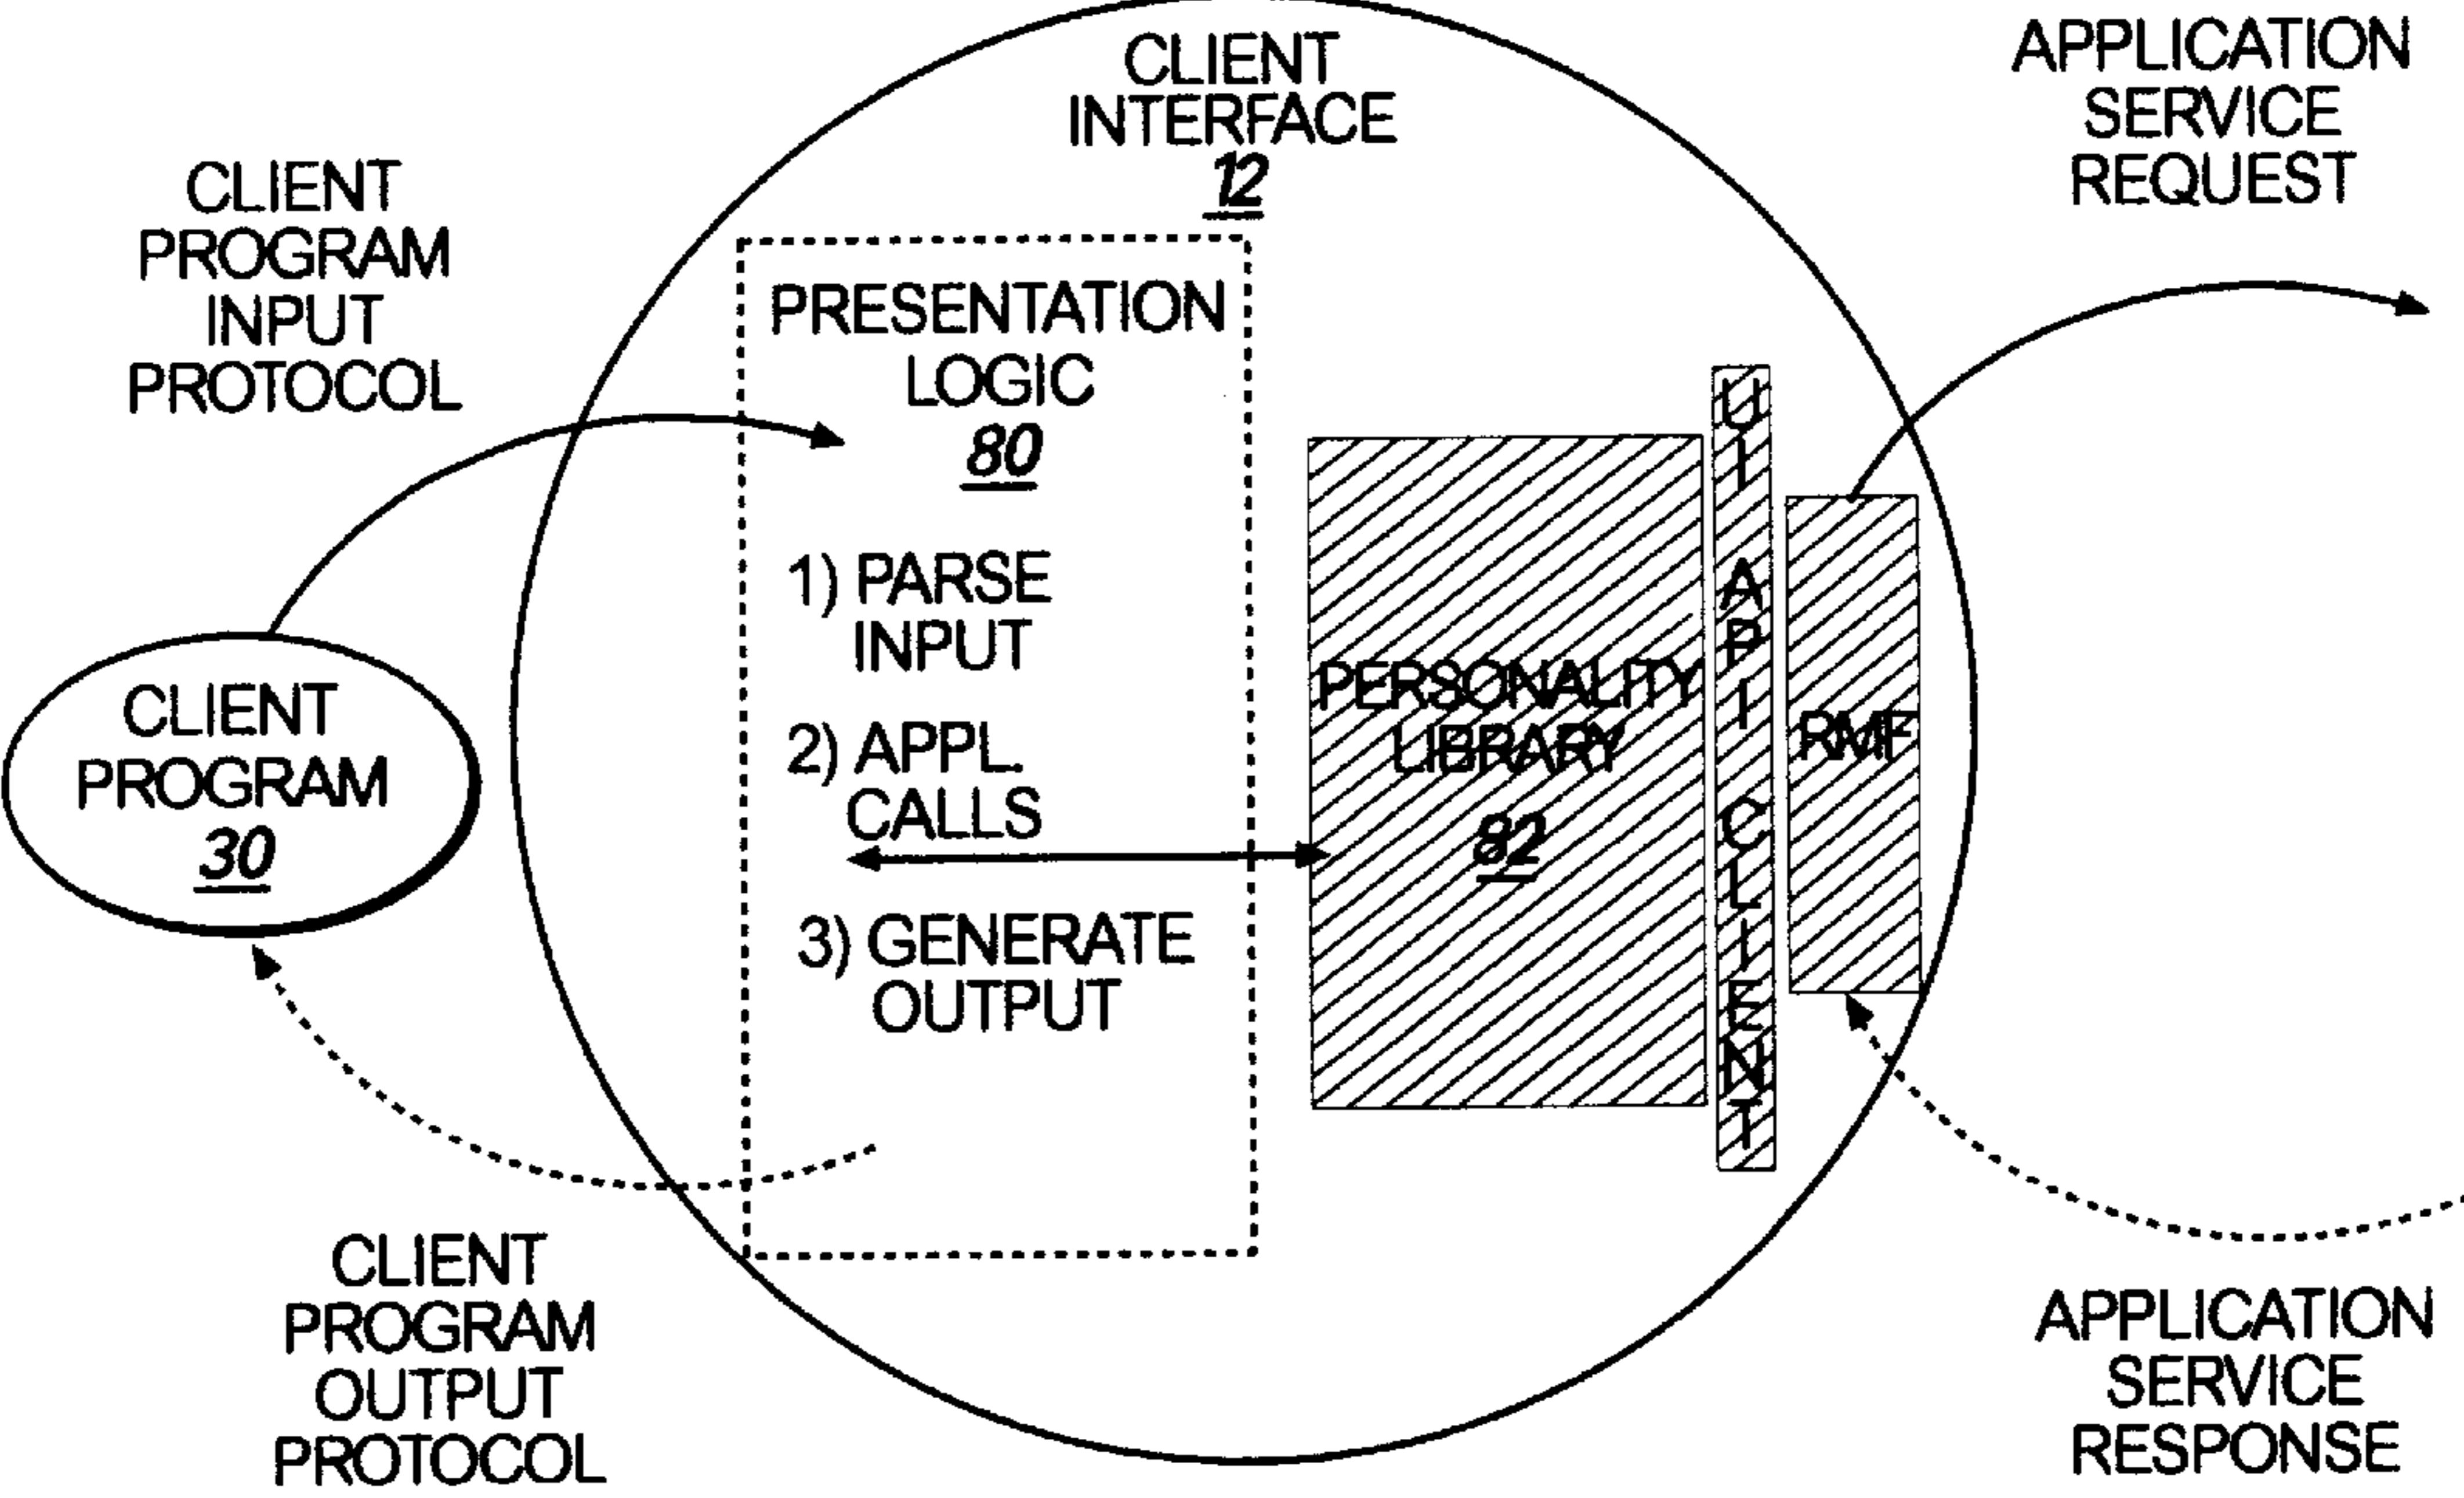 CLIENT
INTERFACE
12
APPLICATION
SERVICE
REQUEST
CLIENT
PROGRAM
INPUT
PROTOCOL
PRESENTATION
LOGIC
80
1) PARSE
INPUT
2) APPL.
CALLS
3) GENERATE
OUTPUT
CLIENT
PROGRAM
30
PERSONALITY
LIBRARY
82
UI API CLIENT
RMF
CLIENT
PROGRAM
OUTPUT
PROTOCOL
APPLICATION
SERVICE
RESPONSE